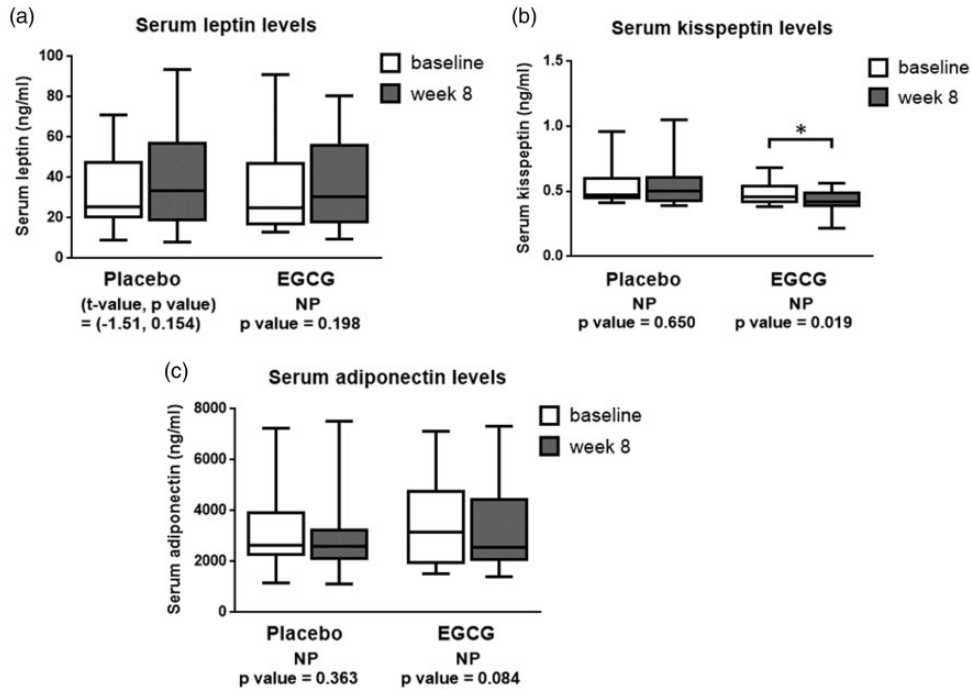 (a)
Serum leptin levels
Serum leptin (ng/ml)
100
80
60
40
20
0
baseline
week 8
Placebo
(t-value, p value)
= (-1.51, 0.154)
EGCG
NP
p value = 0.198
(b)
Serum kisspeptin levels
Serum kisspeptin (ng/ml)
1.5
1.0
0.5
0.0
baseline
week 8
*
Placebo
NP
p value = 0.650
EGCG
NP
p value = 0.019
(c)
Serum adiponectin levels
Serum adiponectin (ng/ml)
8000
6000
4000
2000
0
baseline
week 8
Placebo
NP
p value = 0.363
EGCG
NP
p value = 0.084